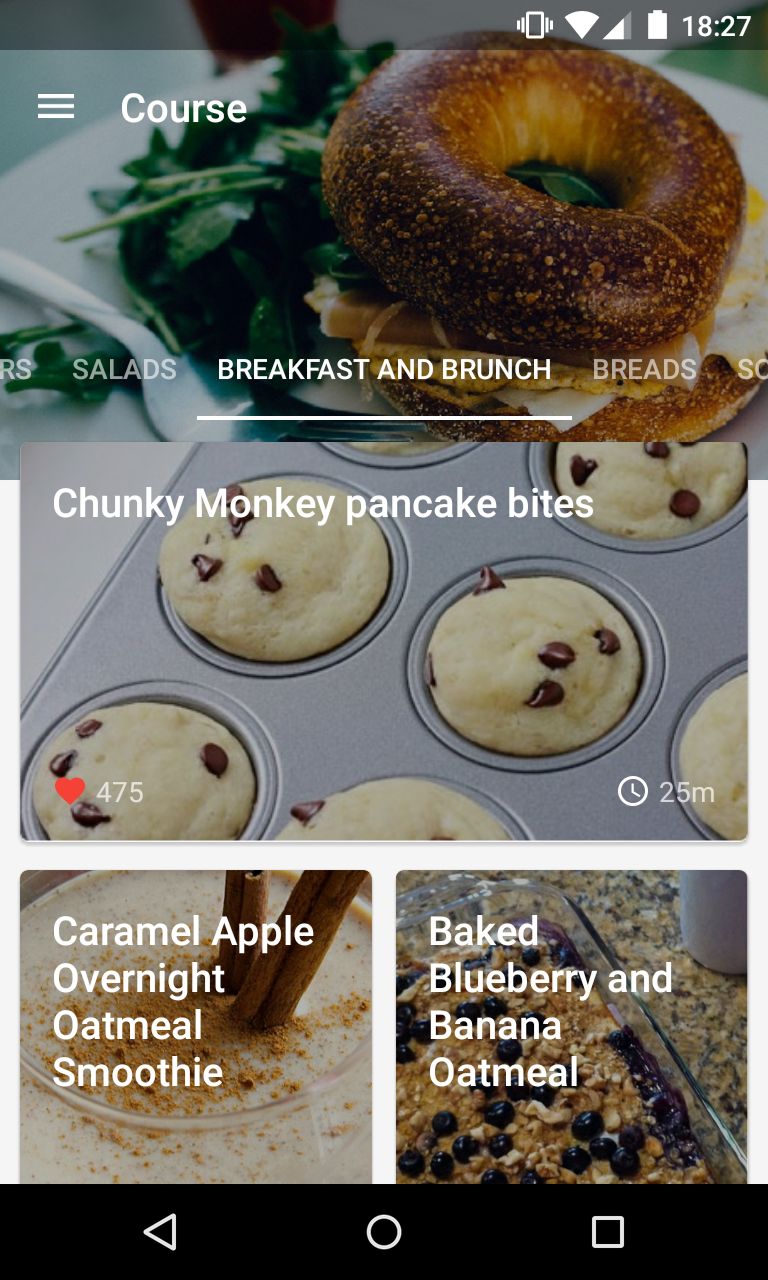 18:27
Course
RS SALADS BREAKFAST AND BRUNCH BREADS SO
Chunky Monkey pancake bites
475 25m
Caramel Apple
Overnight
Oatmeal
Smoothie
Baked
Blueberry and
Banana
Oatmeal